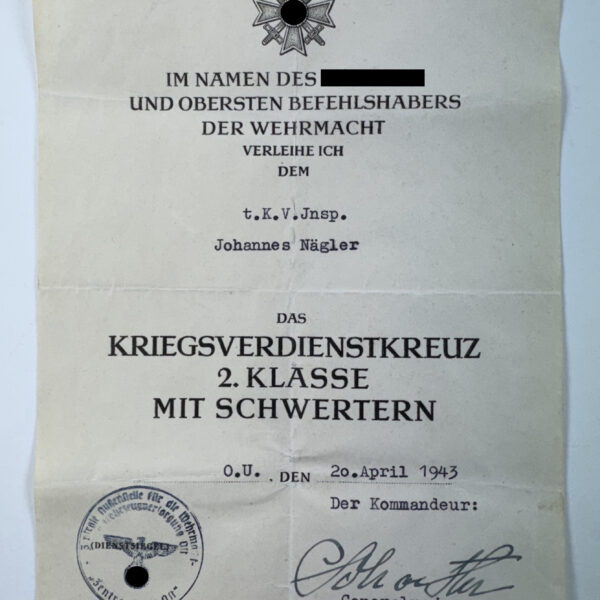 IM NAMEN DES
UND OBERSTEN BEFEHLSHABERS
DER WEHRMACHT
VERLEIHE ICH
DEM
t.K.V.Jnsp.
Johannes Nägler
DAS
KRIEGSVERDIENSTKREUZ
2. KLASSE
MIT SCHWERTERN
O.U. , DEN 2o.April 1943
Der Kommandeur:
(DIENSTSIEGEL)